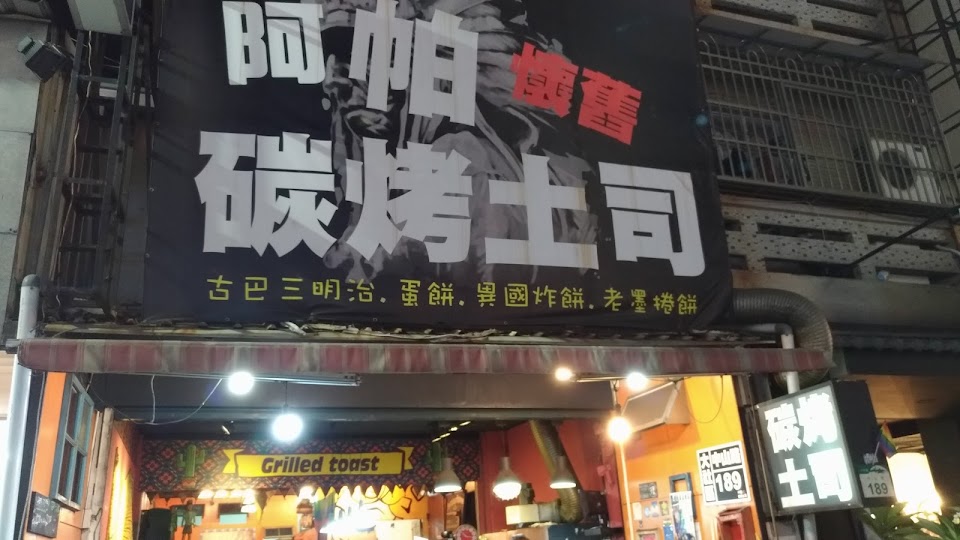 阿帕 懷舊
碳烤土司
古巴三明治.蛋餅.異國炸餅.老墨捲餅
Grilled toast
碳烤
土司
189
189